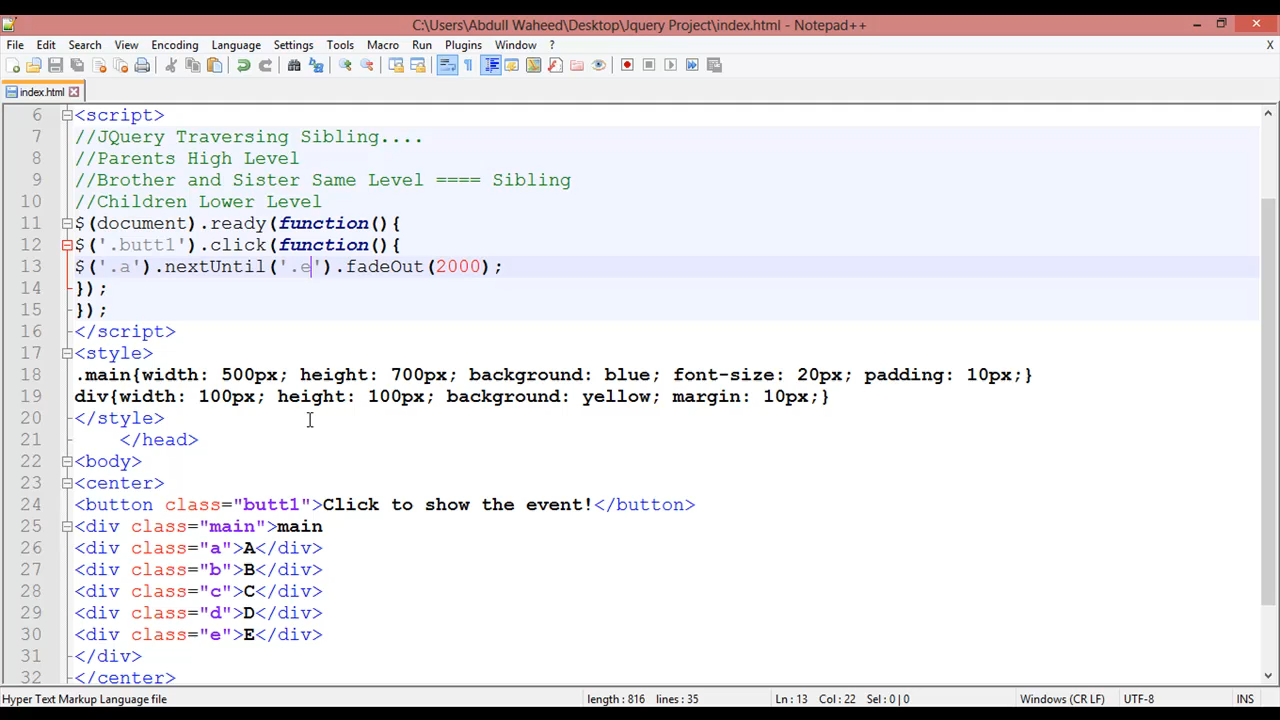 C:\Users\Abdull Waheed\Desktop\Jquery Project\index.html - Notepad++
File Edit Search View Encoding Language Settings Tools Macro Run Plugins Window ? X
index.html
6 <script>
7 //JQuery Traversing Sibling....
8 //Parents High Level
9 //Brother and Sister Same Level ==== Sibling
10 //Children Lower Level
11 $(document).ready(function(){
12 $('.butt1').click(function(){
13 $('.a').nextUntil('.e').fadeOut(2000);
14 });
15 });
16 </script>
17 <style>
18 .main{width: 500px; height: 700px; background: blue; font-size: 20px; padding: 10px;}
19 div{width: 100px; height: 100px; background: yellow; margin: 10px;}
20 </style>
21 </head>
22 <body>
23 <center>
24 <button class="butt1">Click to show the event!</button>
25 <div class="main">main
26 <div class="a">A</div>
27 <div class="b">B</div>
28 <div class="c">C</div>
29 <div class="d">D</div>
30 <div class="e">E</div>
31 </div>
32 </center>
Hyper Text Markup Language file length : 816 lines : 35 Ln : 13 Col : 22 Sel : 0 | 0 Windows (CR LF) UTF-8 INS